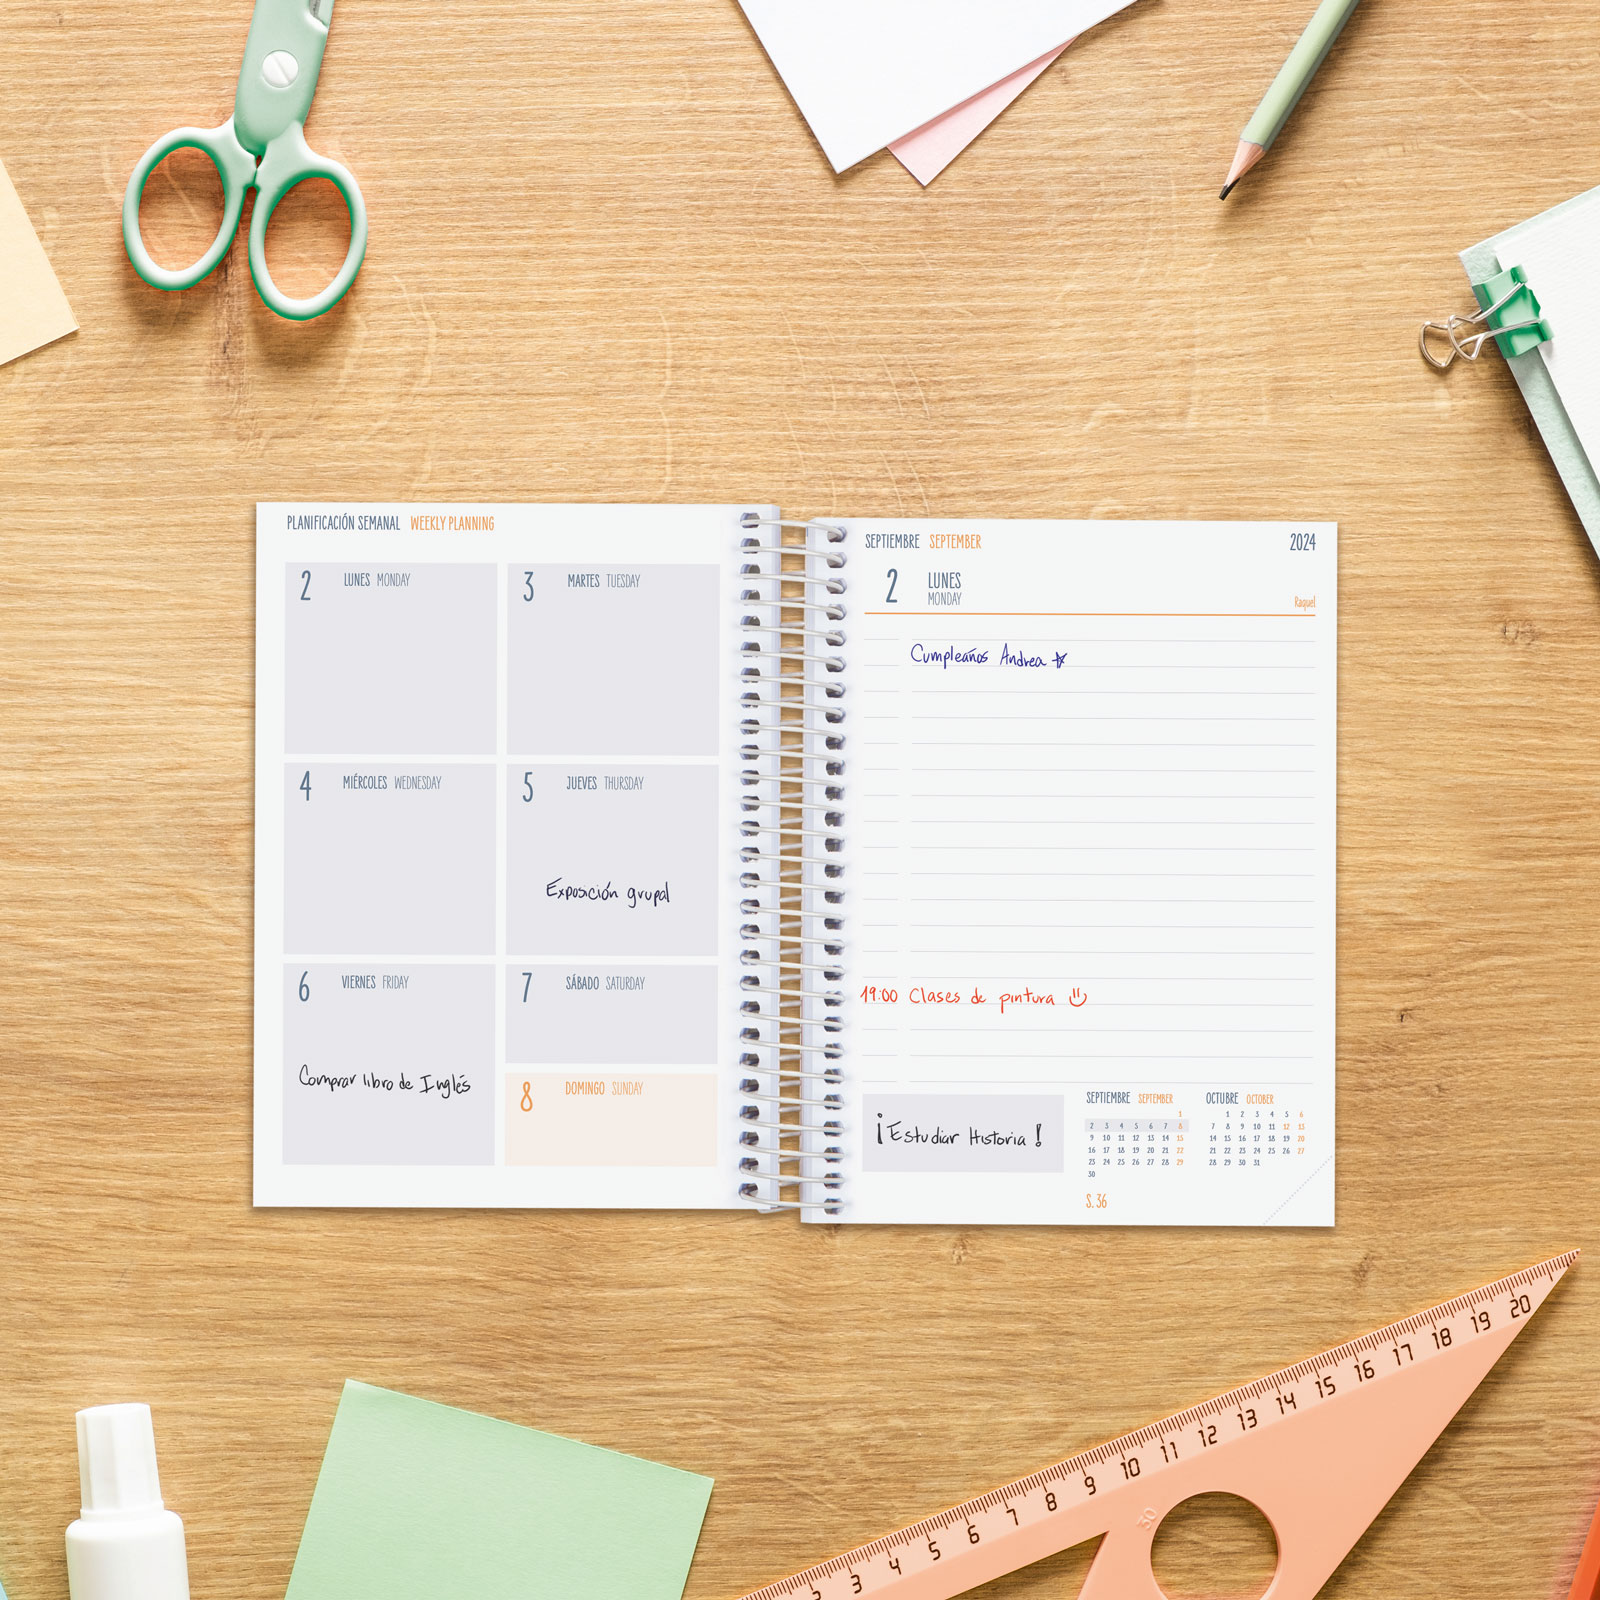 PLANIFICACIÓN SEMANAL WEEKLY PLANNING
2 LUNES MONDAY
3 MARTES TUESDAY
4 MIÉRCOLES WEDNESDAY
5 JUEVES THURSDAY
Exposición grupal
6 VIERNES FRIDAY
Comprar libro de Inglés
7 SÁBADO SATURDAY
8 DOMINGO SUNDAY
SEPTIEMBRE SEPTEMBER 2024
2 LUNES
MONDAY
Raquel
Cumpleaños Andrea
19:00 Clases de pintura
¡Estudiar Historia!
SEPTIEMBRE SEPTEMBER
1
2 3 4 5 6 7 8
9 10 11 12 13 14 15
16 17 18 19 20 21 22
23 24 25 26 27 28 29
30
S. 36
OCTUBRE OCTOBER
1 2 3 4 5 6
7 8 9 10 11 12 13
14 15 16 17 18 19 20
21 22 23 24 25 26 27
28 29 30 31
2 3 4 5 6 7 8 9 10 11 12 13 14 15 16 17 18 19 20
30